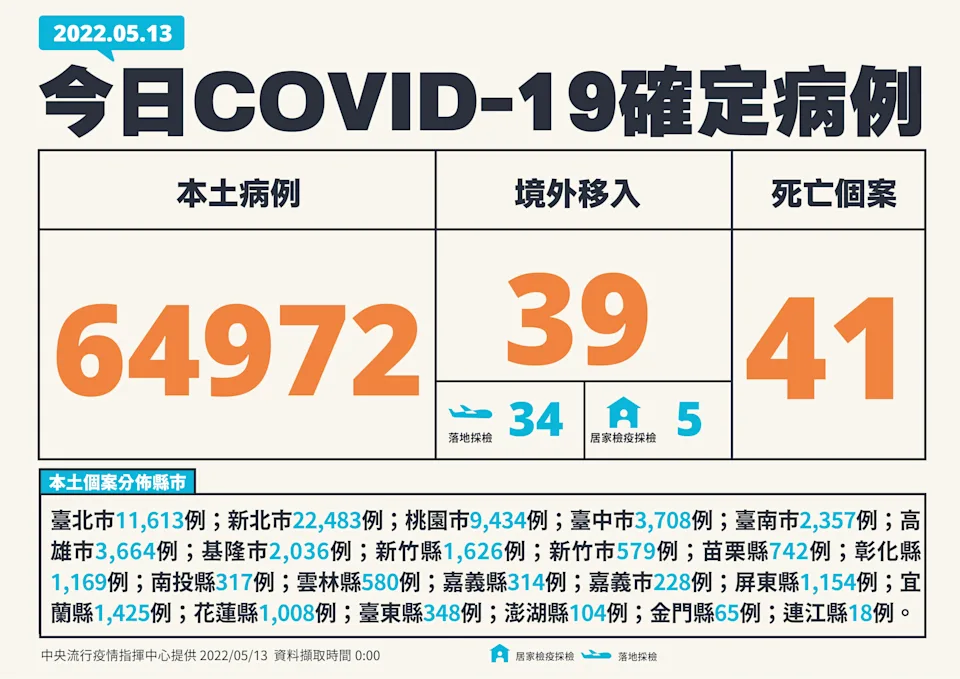 2022.05.13
今日COVID-19確定病例
本土病例
境外移入
死亡個案
64972
39
41
落地採檢 34
居家檢疫採檢 5
本土個案分佈縣市
臺北市11,613例；新北市22,483例；桃園市9,434例；臺中市3,708例；臺南市2,357例；高
雄市3,664例；基隆市2,036例；新竹縣1,626例；新竹市579例；苗栗縣742例；彰化縣
1,169例；南投縣317例；雲林縣580例；嘉義縣314例；嘉義市228例；屏東縣1,154例；宜
蘭縣1,425例；花蓮縣1,008例；臺東縣348例；澎湖縣104例；金門縣65例；連江縣18例。
中央流行疫情指揮中心提供 2022/05/13 資料擷取時間 0:00
居家檢疫採檢
落地採檢